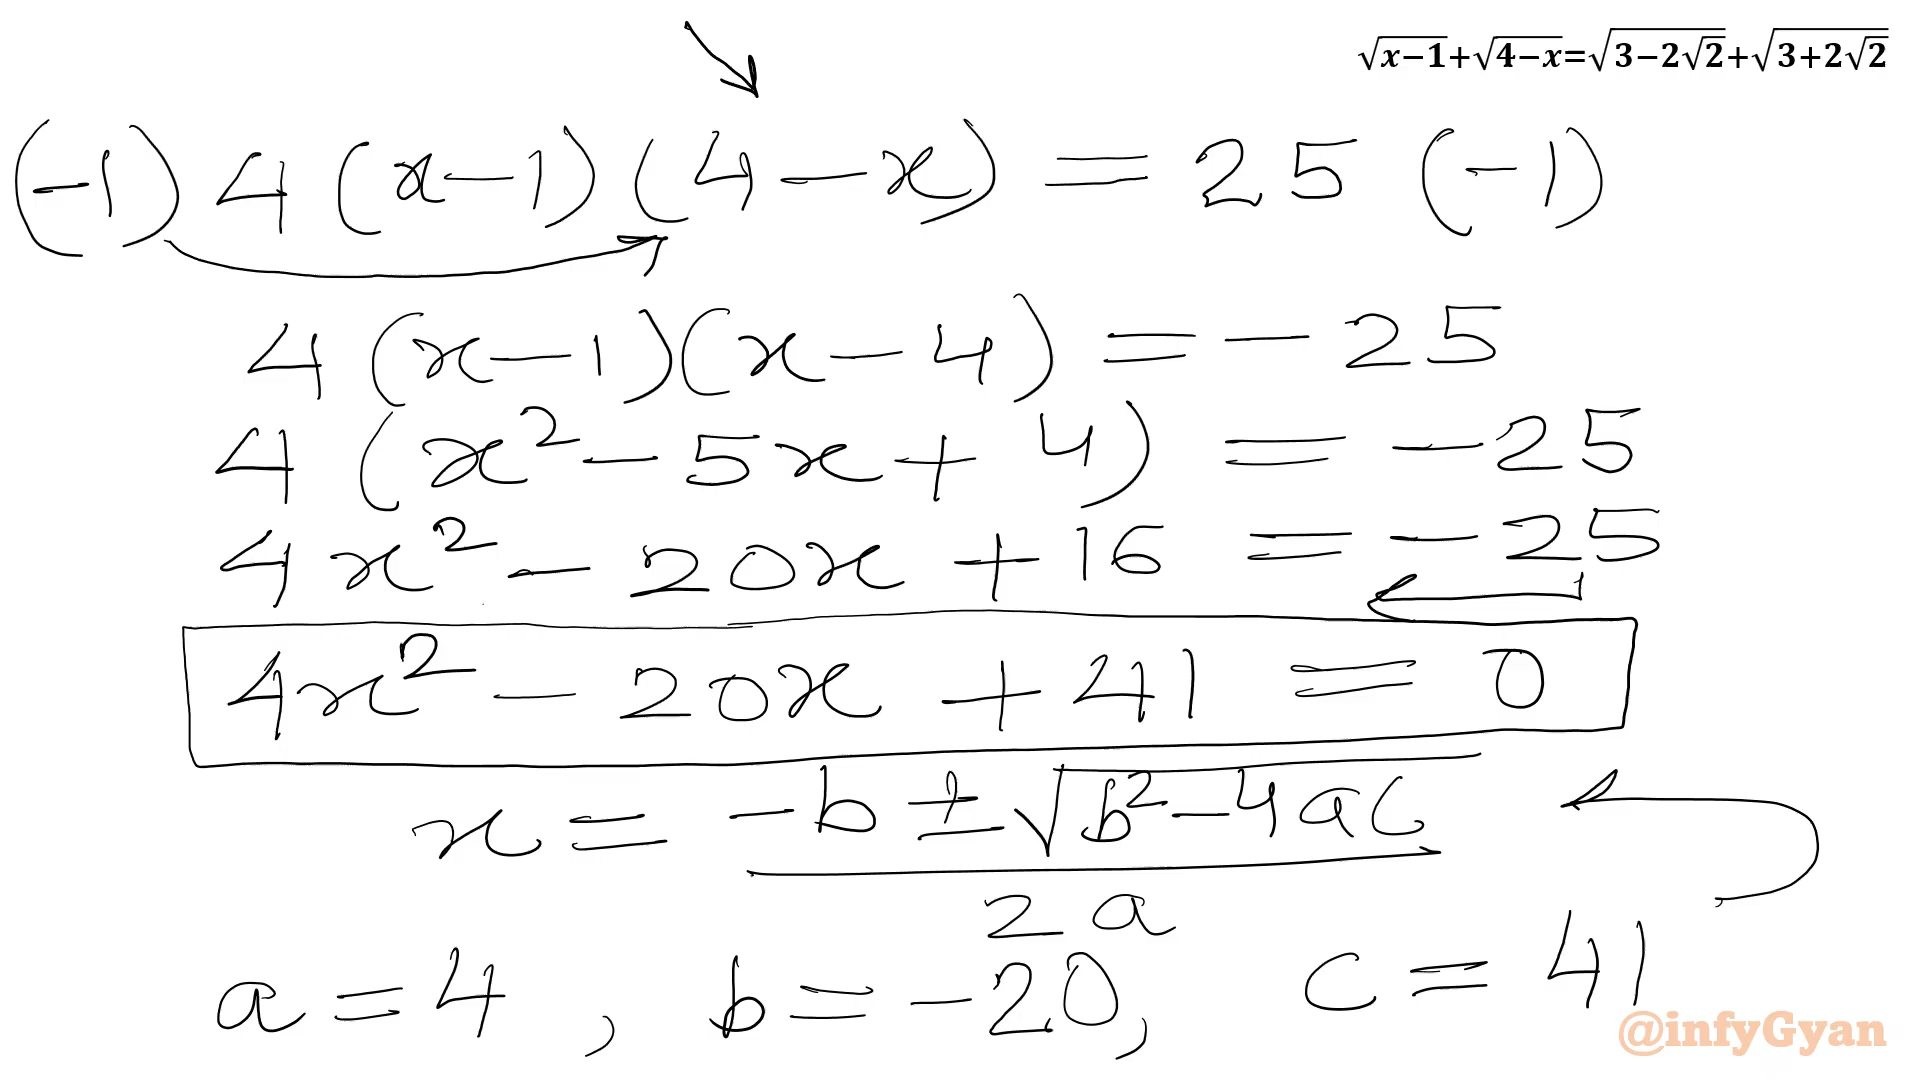 √x−1+√4−x=√3−2√2+√3+2√2
(-1) 4 (x-1) (4-x) = 25 (-1)
4 (x-1) (x-4) = -25
4 (x² - 5x + 4) = -25
4x² - 20x + 16 = -25
4x² - 20x + 41 = 0
x = -b ± √b² - 4ac
2a
a = 4 , b = -20, c = 41
@infyGyan